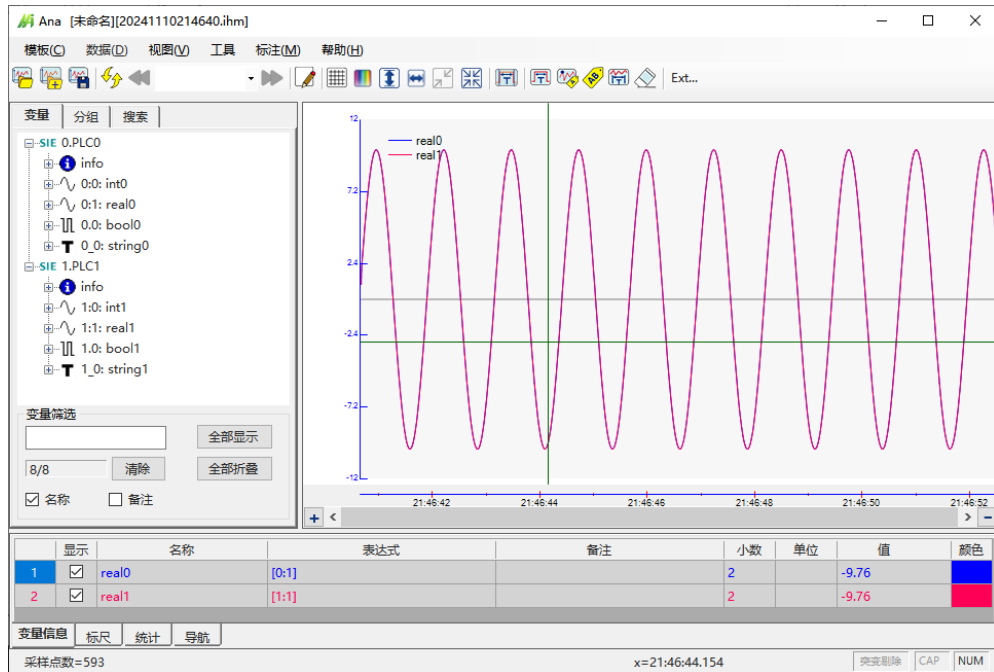 Ana [未命名][20241110214640.ihm]
模板(C) 数据(D) 视图(V) 工具 标注(M) 帮助(H)
AB Ext...
变量 分组 搜索
SIE 0.PLC0
info
0:0: int0
0:1: real0
0.0: bool0
0_0: string0
SIE 1.PLC1
info
1:0: int1
1:1: real1
1.0: bool1
1_0: string1
变量筛选
全部显示
8/8 清除 全部折叠
名称 备注
12
7.2
2.4
-2.4
-7.2
-12
real0
real1
21:46:42 21:46:44 21:46:46 21:46:48 21:46:50 21:46:52
显示 名称 表达式 备注 小数 单位 值 颜色
1 real0 [0:1] 2 -9.76
2 real1 [1:1] 2 -9.76
变量信息 标尺 统计 导航
采样点数=593 x=21:46:44.154 突变剔除 CAP NUM